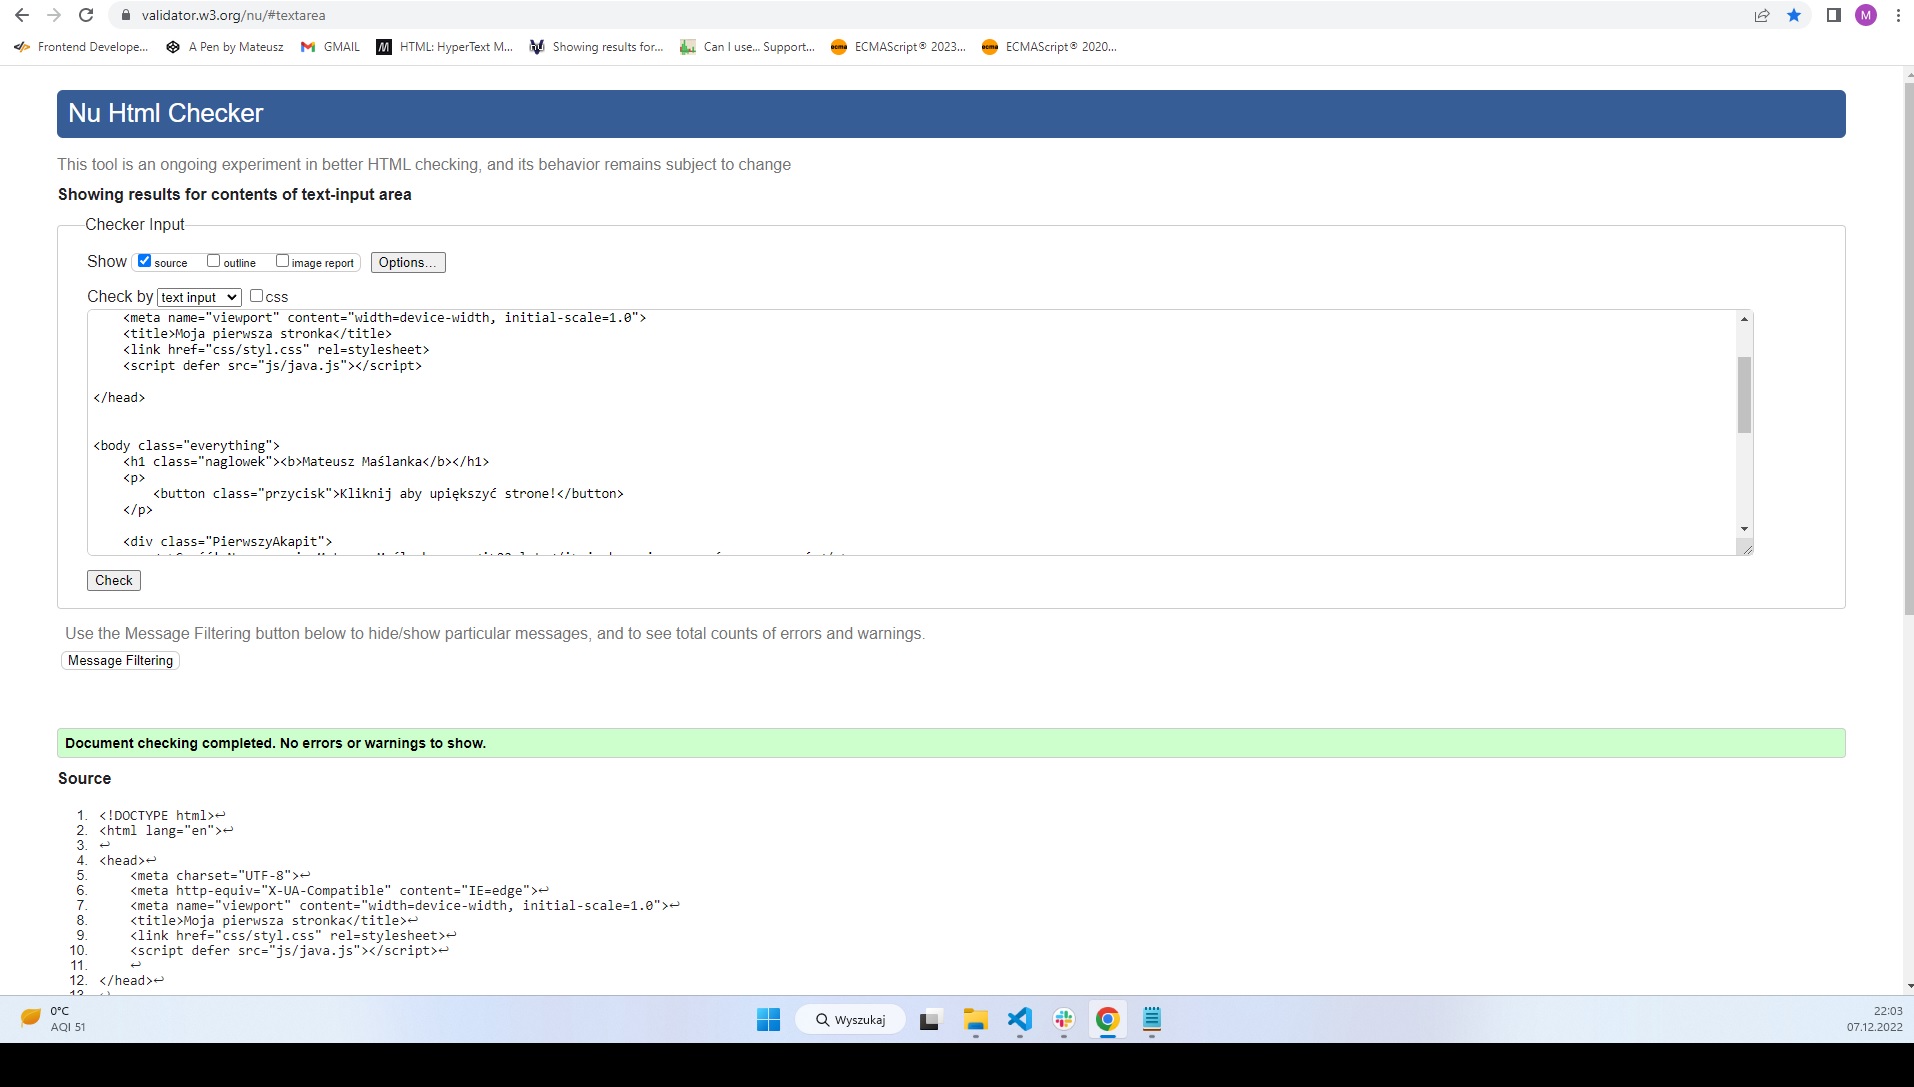 validator.w3.org/nu/#textarea
M
Frontend Develope... A Pen by Mateusz GMAIL HTML: HyperText M... Showing results for... Can I use... Support... ECMAScript® 2023... ECMAScript® 2020...
Nu Html Checker
This tool is an ongoing experiment in better HTML checking, and its behavior remains subject to change
Showing results for contents of text-input area
Checker Input
Show source outline image report Options...
Check by text input css
<meta name="viewport" content="width=device-width, initial-scale=1.0">
<title>Moja pierwsza stronka</title>
<link href="css/styl.css" rel=stylesheet>
<script defer src="js/java.js"></script>
</head>
<body class="everything">
<h1 class="naglowek"><b>Mateusz Maślanka</b></h1>
<p>
<button class="przycisk">Kliknij aby upiększyć strone!</button>
</p>
<div class="PierwszyAkapit">
Check
Use the Message Filtering button below to hide/show particular messages, and to see total counts of errors and warnings.
Message Filtering
Document checking completed. No errors or warnings to show.
Source
1. <!DOCTYPE html>↩
2. <html lang="en">↩
3. ↩
4. <head>↩
5. <meta charset="UTF-8">↩
6. <meta http-equiv="X-UA-Compatible" content="IE=edge">↩
7. <meta name="viewport" content="width=device-width, initial-scale=1.0">↩
8. <title>Moja pierwsza stronka</title>↩
9. <link href="css/styl.css" rel=stylesheet>↩
10. <script defer src="js/java.js"></script>↩
11. ↩
12. </head>↩
0°C
AQI 51
Wyszukaj
22:03
07.12.2022